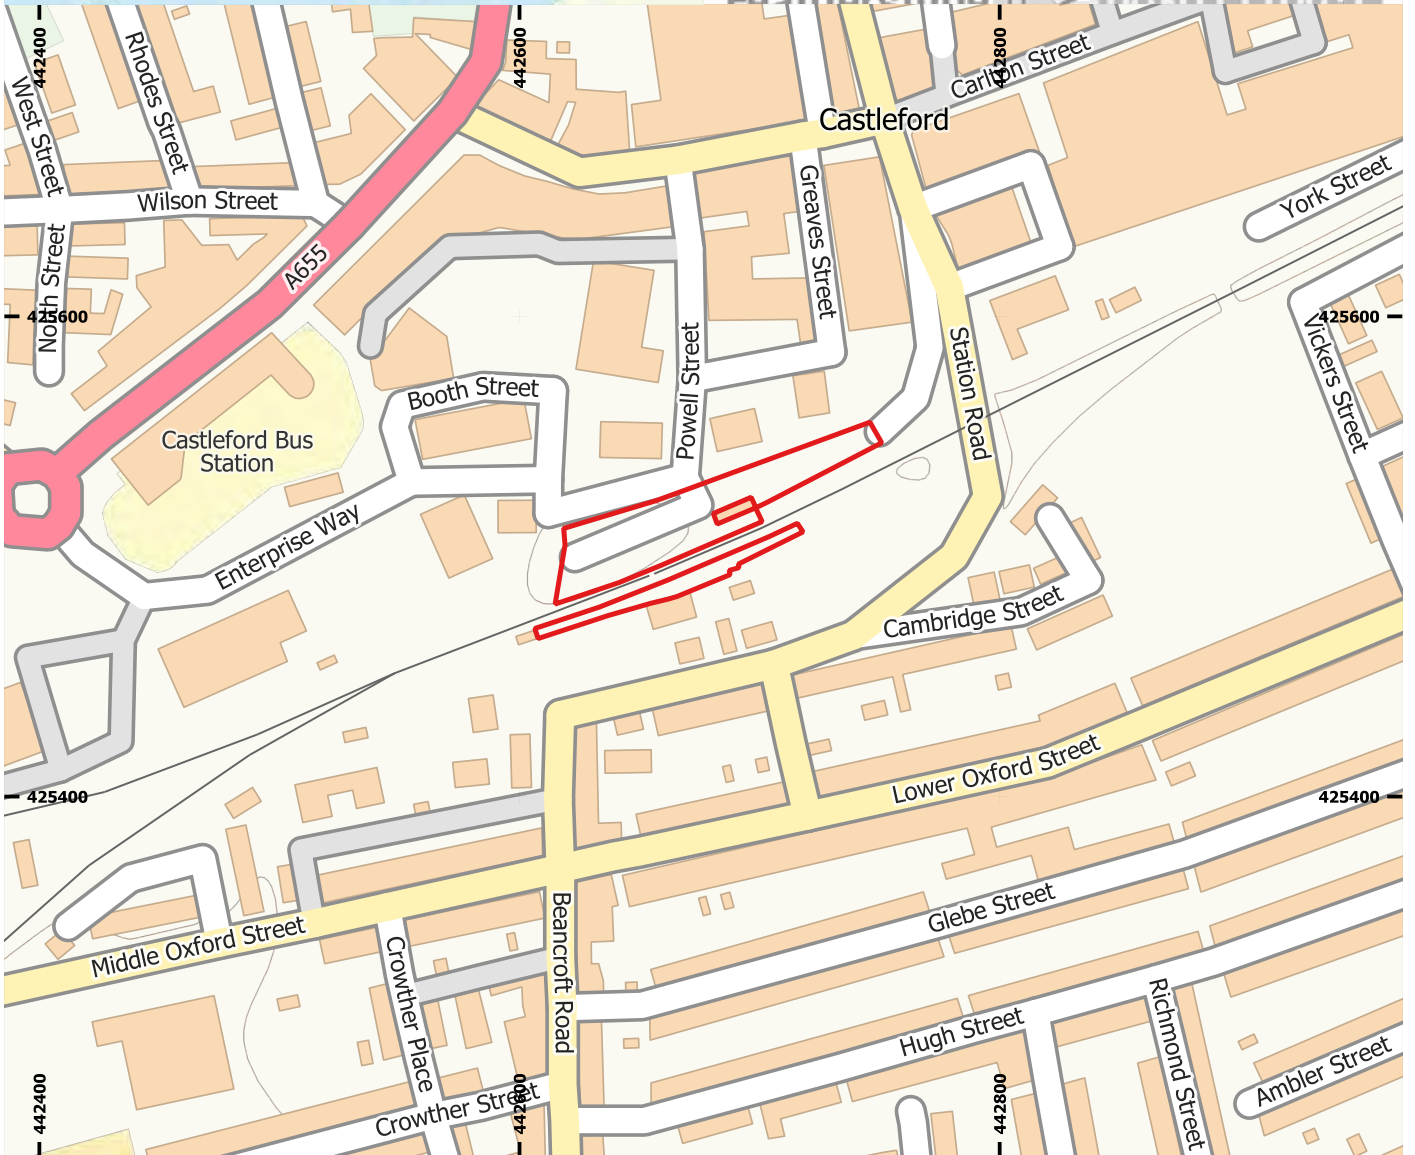 442400
442600
442800
West Street
Rhodes Street
Carlton Street
Castleford
Wilson Street
Greaves Street
York Street
North Street
A655
425600
425600
Powell Street
Station Road
Vickers Street
Booth Street
Castleford Bus
Station
Enterprise Way
Cambridge Street
Lower Oxford Street
425400
425400
Middle Oxford Street
Beancroft Road
Glebe Street
Crowther Place
Hugh Street
Richmond Street
Ambler Street
Crowther Street
442400
442600
442800